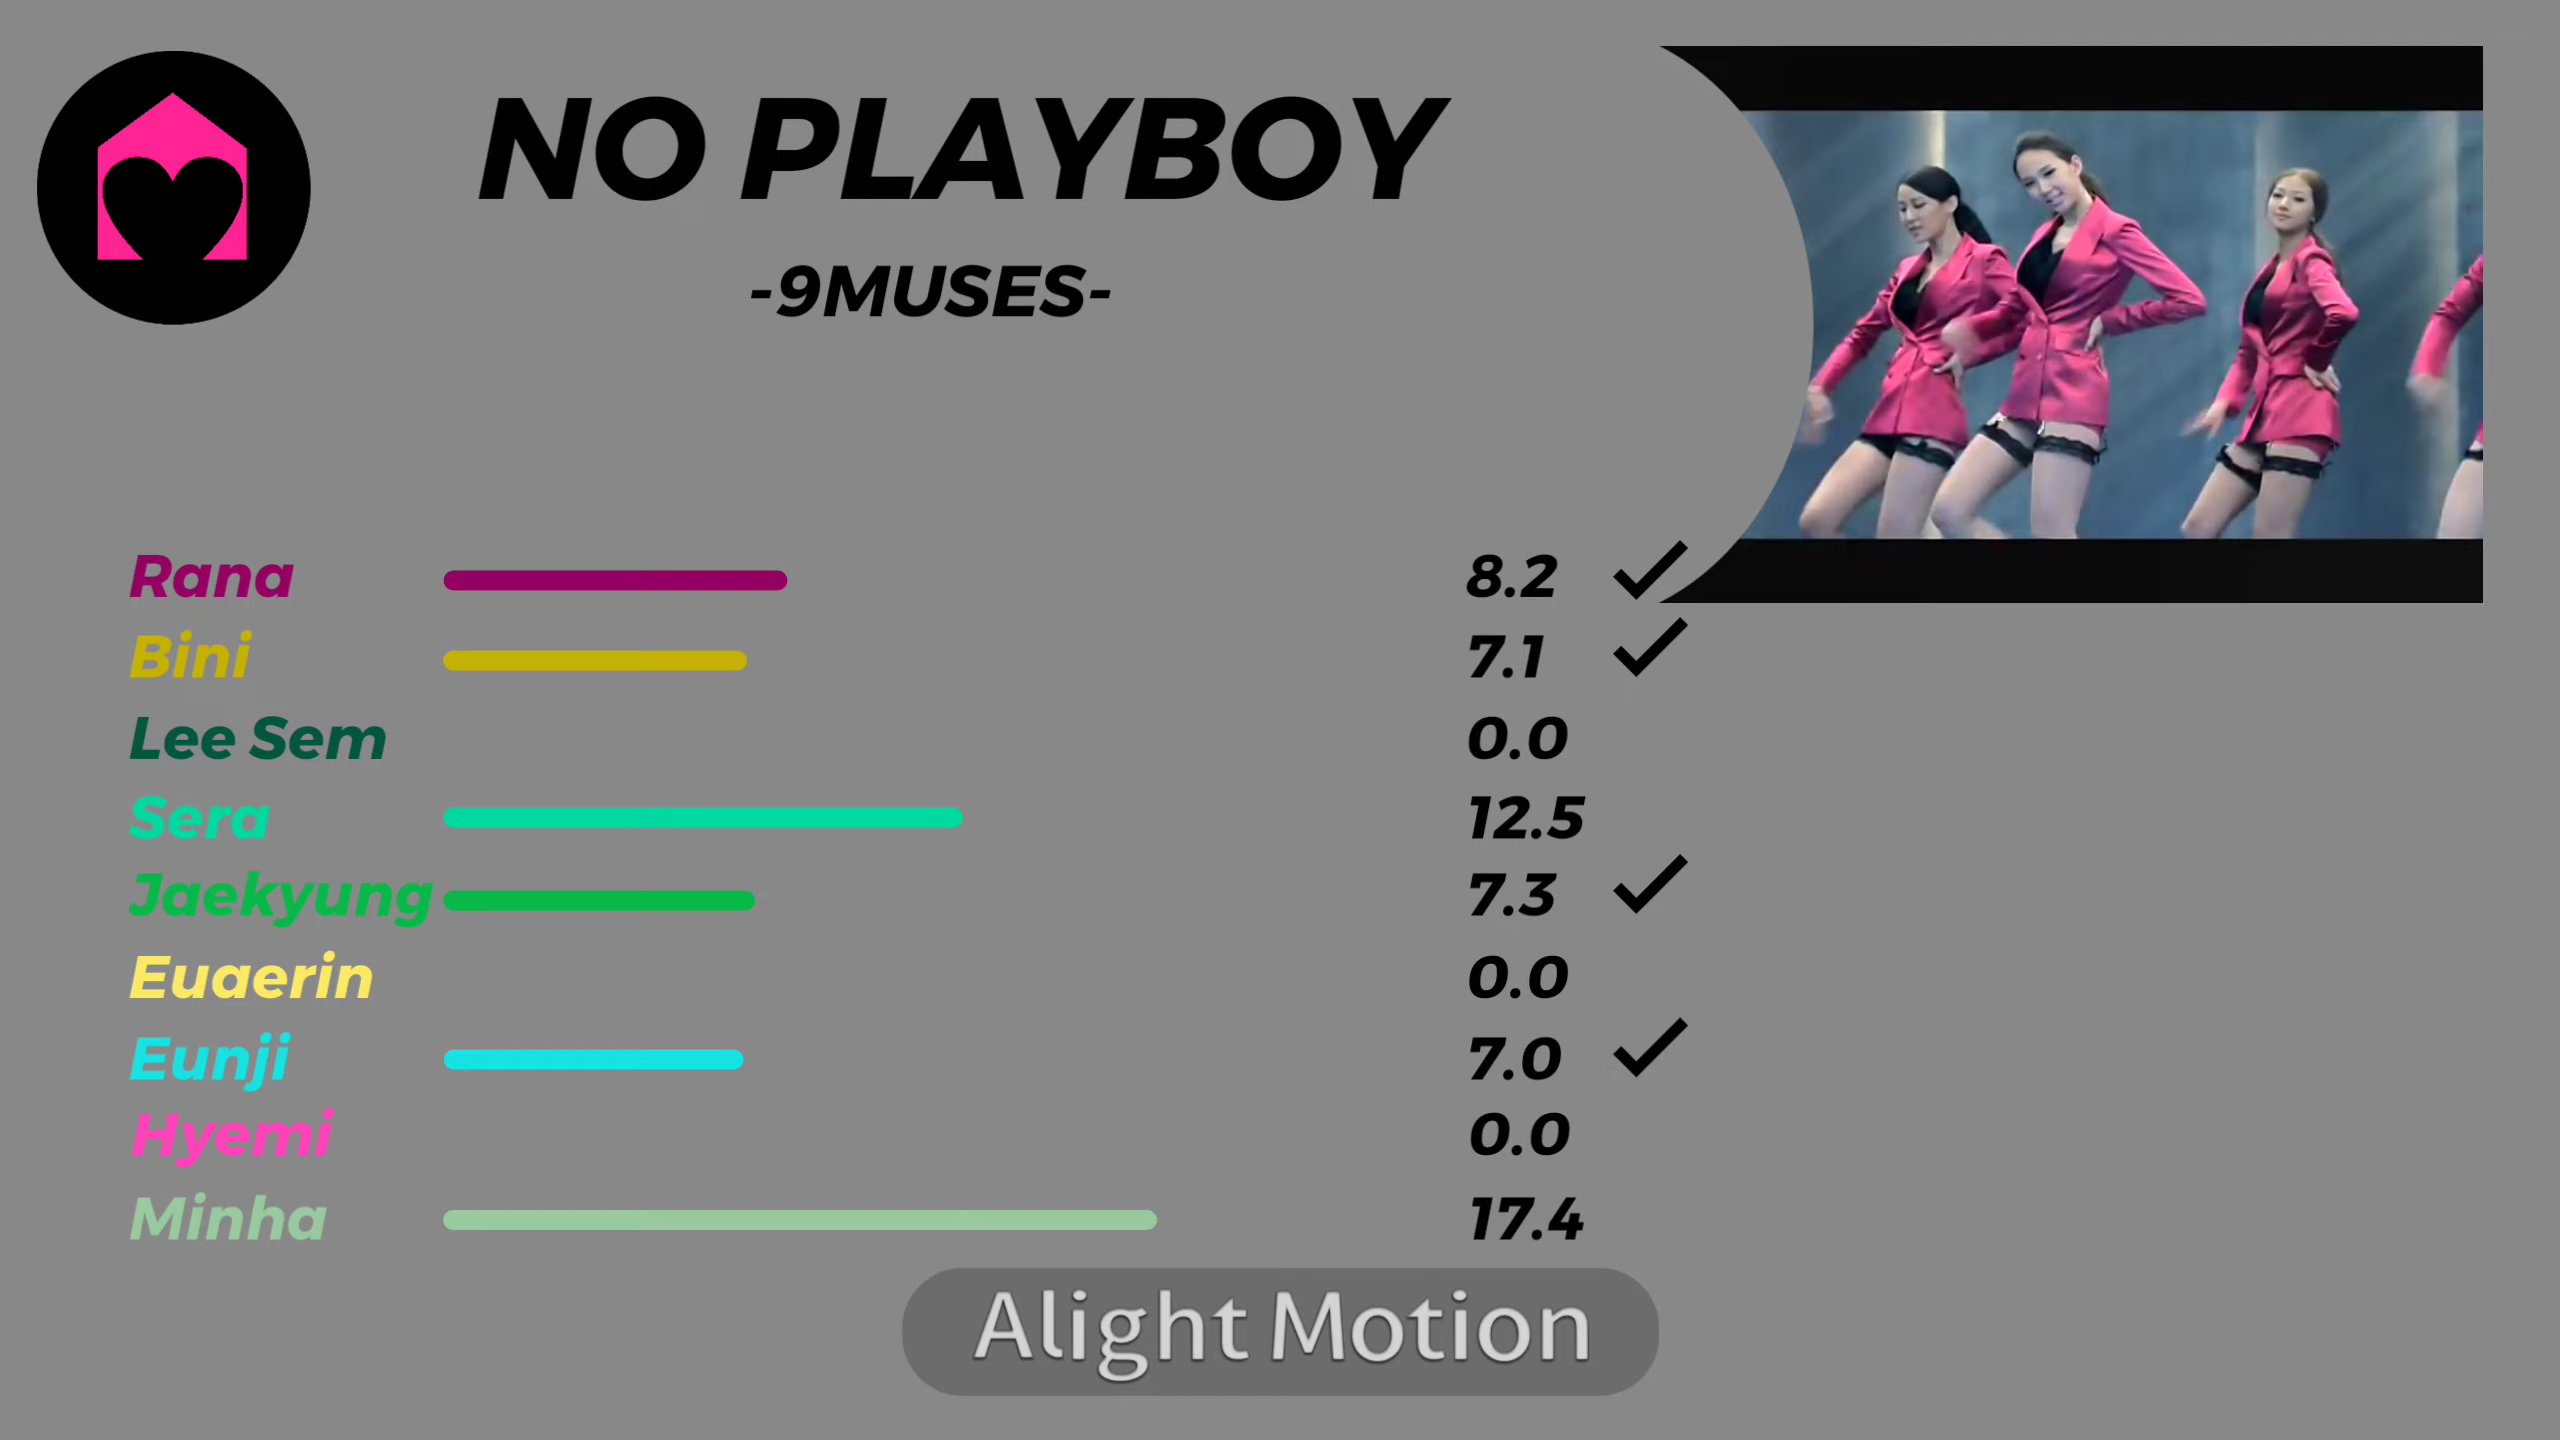 NO PLAYBOY
-9MUSES-
Rana 8.2
Bini 7.1
Lee Sem 0.0
Sera 12.5
Jaekyung 7.3
Euaerin 0.0
Eunji 7.0
Hyemi 0.0
Minha 17.4
Alight Motion